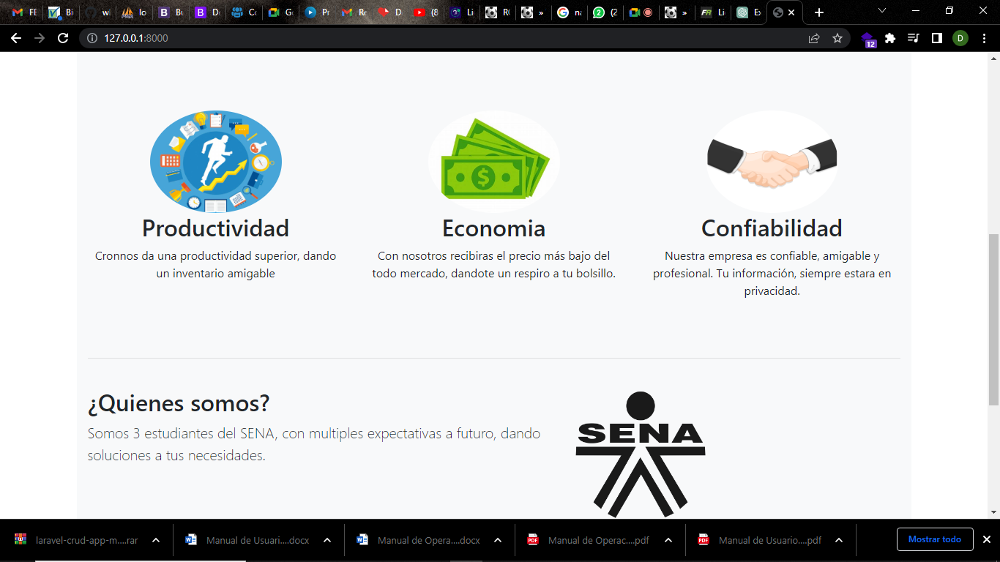 127.0.0.1:8000
12
D
Productividad
Economia
Confiabilidad
Cronnos da una productividad superior, dando
un inventario amigable
Con nosotros recibiras el precio más bajo del
todo mercado, dandote un respiro a tu bolsillo.
Nuestra empresa es confiable, amigable y
profesional. Tu información, siempre estara en
privacidad.
¿Quienes somos?
Somos 3 estudiantes del SENA, con multiples expectativas a futuro, dando
soluciones a tus necesidades.
SENA
laravel-crud-app-m....rar
Manual de Usuari....docx
Manual de Opera....docx
Manual de Operac....pdf
Manual de Usuario....pdf
Mostrar todo